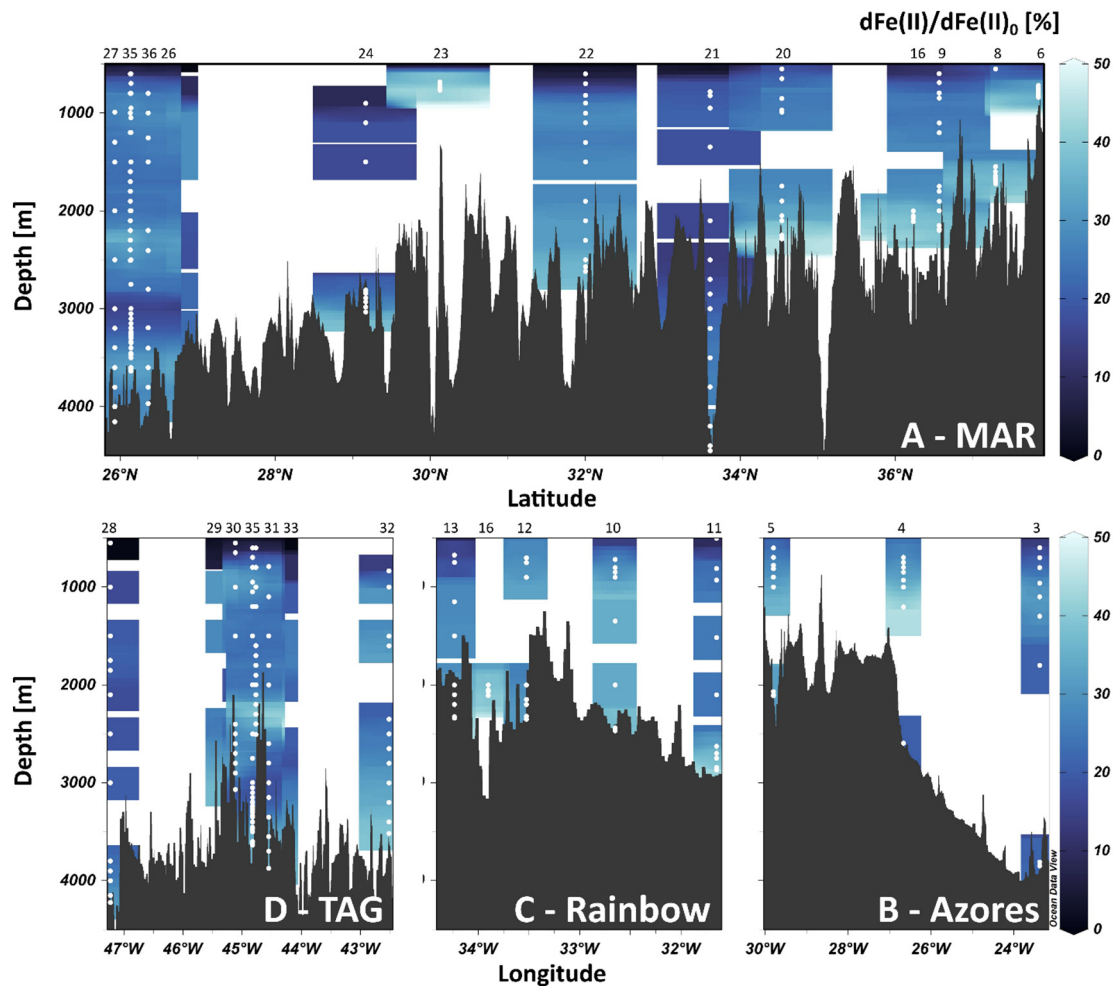 dFe(II)/dFe(II)₀ [%]
27 35 36 26 24 23 22 21 20 16 9 8 6
Depth [m]
1000
2000
3000
4000
50
40
30
20
10
0
A - MAR
26°N 28°N 30°N 32°N 34°N 36°N
Latitude
28 29 30 35 31 33 32
13 16 12 10 11
5 4 3
Depth [m]
1000
2000
3000
4000
50
40
30
20
10
0
Ocean Data View
D - TAG
C - Rainbow
B - Azores
47°W 46°W 45°W 44°W 43°W
34°W 33°W 32°W
30°W 28°W 26°W 24°W
Longitude